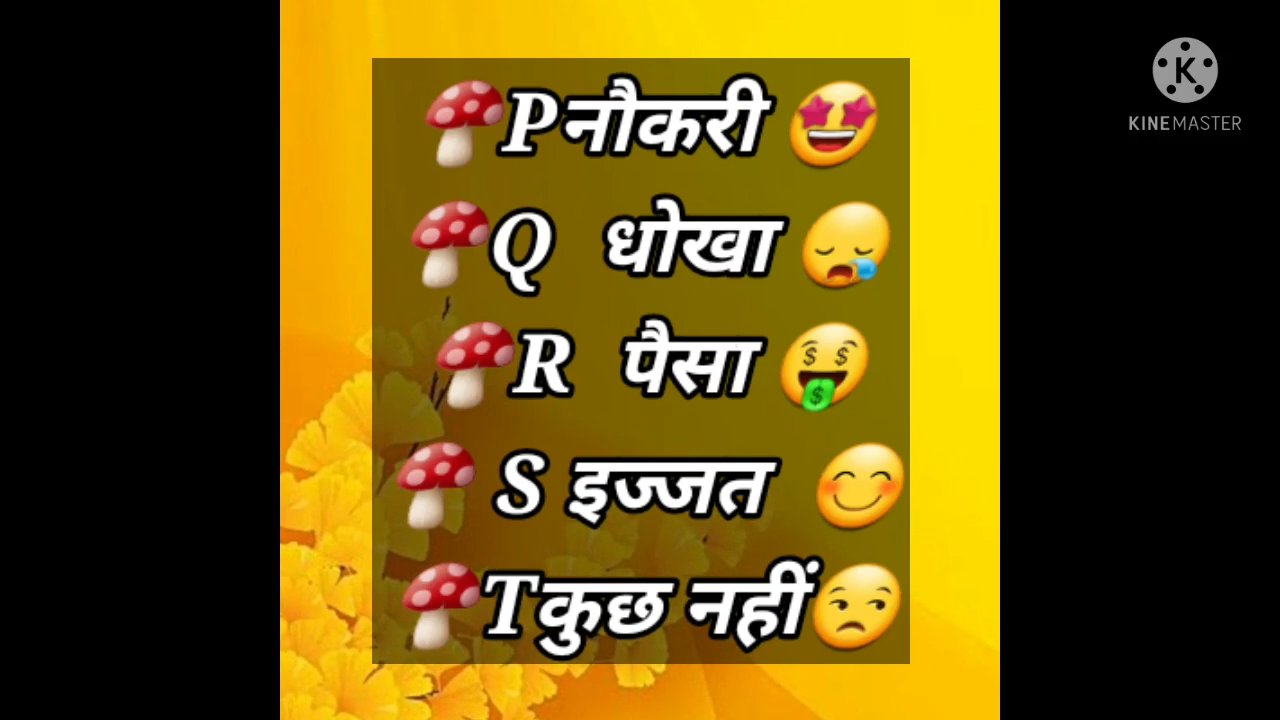 P नौकरी
Q धोखा
R पैसा
S इज्जत
T कुछ नहीं
KINEMASTER